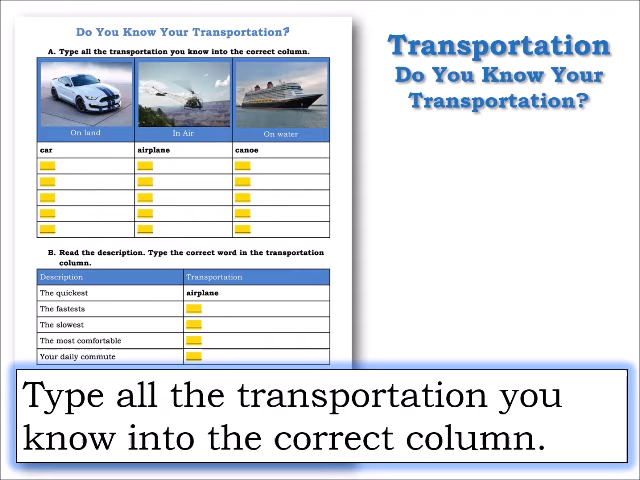 Do You Know Your Transportation?
A. Type all the transportation you know into the correct column.
On land In Air On water
car airplane canoe
B. Read the description. Type the correct word in the transportation
column.
Description Transportation
The quickest airplane
The fastests
The slowest
The most comfortable
Your daily commute
Transportation
Do You Know Your
Transportation?
Type all the transportation you
know into the correct column.